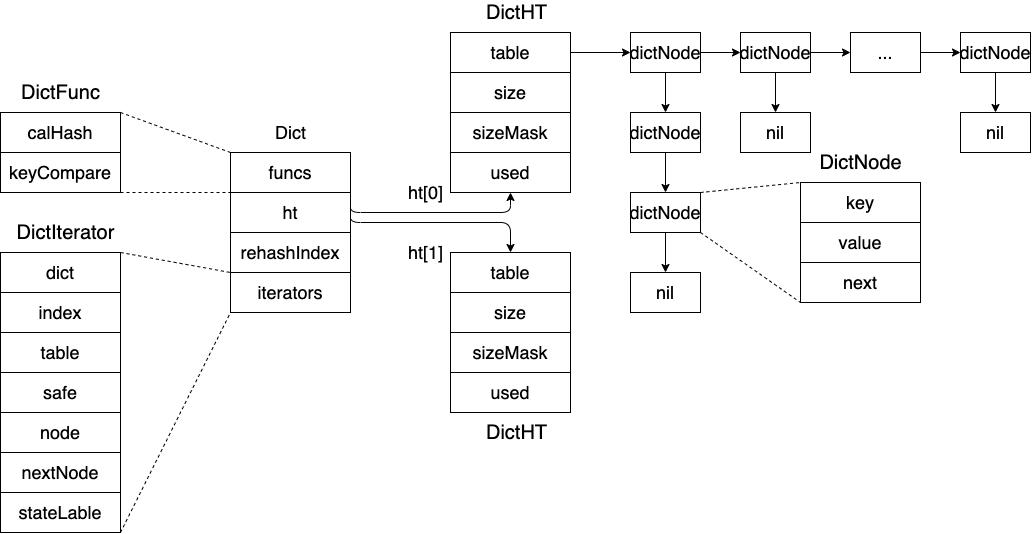 DictFunc
calHash
keyCompare
DictIterator
dict
index
table
safe
node
nextNode
stateLable
Dict
funcs
ht
rehashIndex
iterators
ht[0]
ht[1]
DictHT
table
size
sizeMask
used
table
size
sizeMask
used
DictHT
dictNode
dictNode
...
dictNode
dictNode
nil
nil
dictNode
nil
DictNode
key
value
next